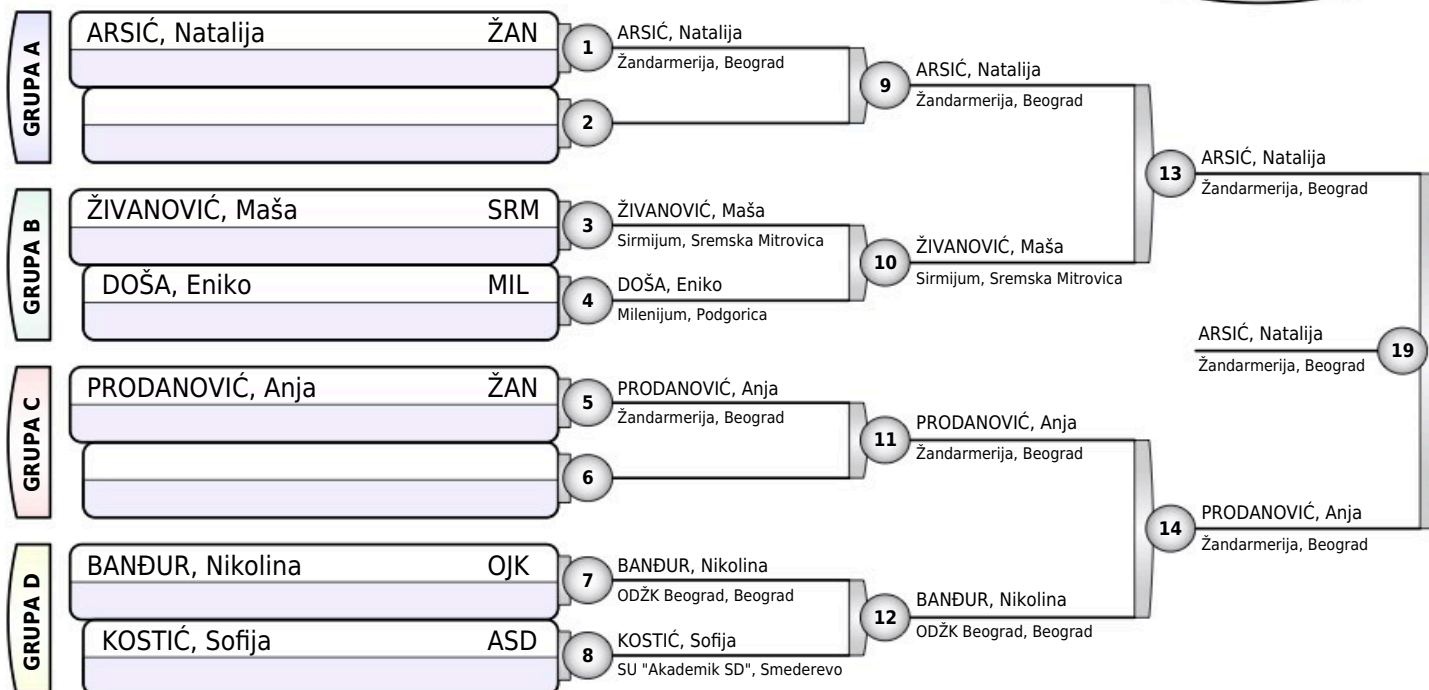 GRUPA A
ARSIĆ, Natalija ŽAN
1
ARSIĆ, Natalija
Žandarmerija, Beograd
2
9
ARSIĆ, Natalija
Žandarmerija, Beograd
GRUPA B
ŽIVANOVIĆ, Maša SRM
3
ŽIVANOVIĆ, Maša
Sirmijum, Sremska Mitrovica
DOŠA, Eniko MIL
4
DOŠA, Eniko
Milenijum, Podgorica
10
ŽIVANOVIĆ, Maša
Sirmijum, Sremska Mitrovica
13
ARSIĆ, Natalija
Žandarmerija, Beograd
GRUPA C
PRODANOVIĆ, Anja ŽAN
5
PRODANOVIĆ, Anja
Žandarmerija, Beograd
6
11
PRODANOVIĆ, Anja
Žandarmerija, Beograd
GRUPA D
BANĐUR, Nikolina OJK
7
BANĐUR, Nikolina
ODŽK Beograd, Beograd
KOSTIĆ, Sofija ASD
8
KOSTIĆ, Sofija
SU "Akademik SD", Smederevo
12
BANĐUR, Nikolina
ODŽK Beograd, Beograd
14
PRODANOVIĆ, Anja
Žandarmerija, Beograd
ARSIĆ, Natalija
Žandarmerija, Beograd
19